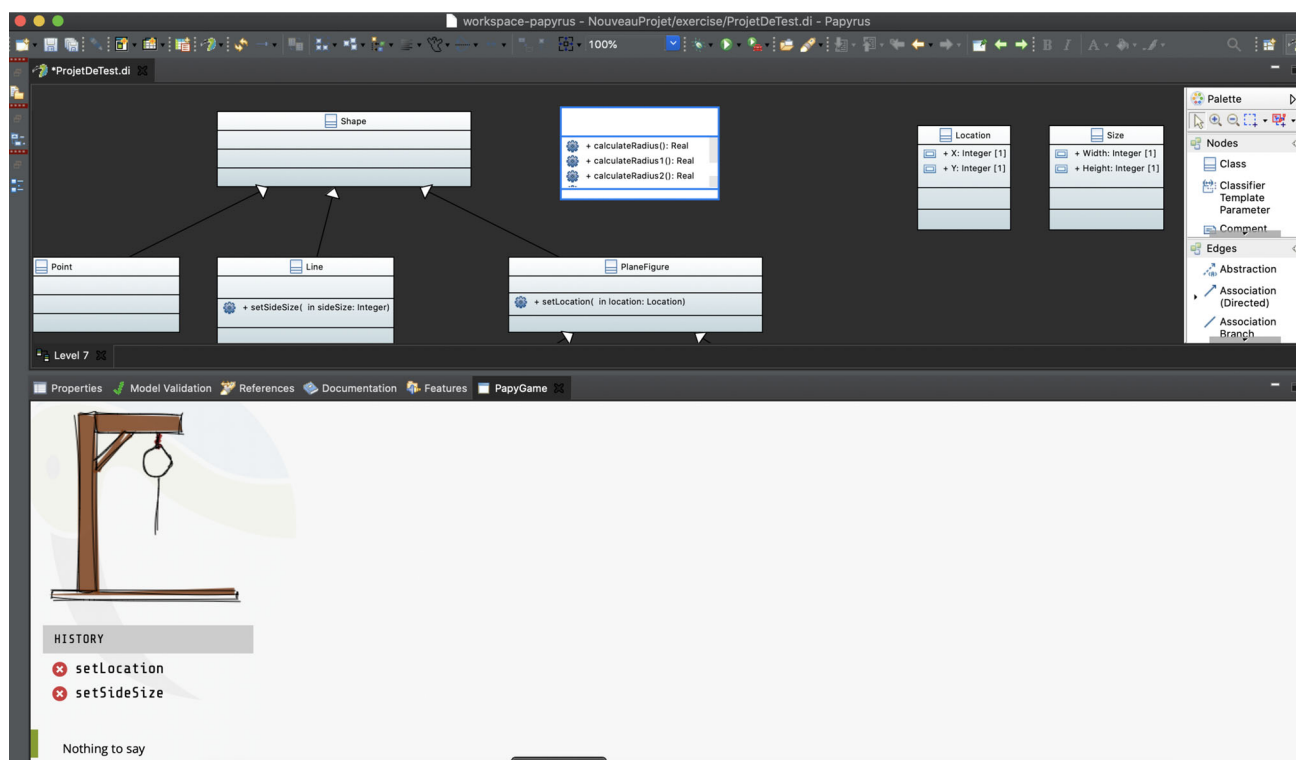 workspace-papyrus - NouveauProjet/exercise/ProjetDeTest.di - Papyrus
100%
B I A
*ProjetDeTest.di
Shape
+ calculateRadius(): Real
+ calculateRadius1(): Real
+ calculateRadius2(): Real
Location
+ X: Integer [1]
+ Y: Integer [1]
Size
+ Width: Integer [1]
+ Height: Integer [1]
Point
Line
+ setSideSize( in sideSize: Integer)
PlaneFigure
+ setLocation( in location: Location)
Palette
Nodes
Class
Classifier
Template
Parameter
Comment
Edges
Abstraction
Association
(Directed)
Association
Branch
Level 7
Properties Model Validation References Documentation Features PapyGame
HISTORY
setLocation
setSideSize
Nothing to say